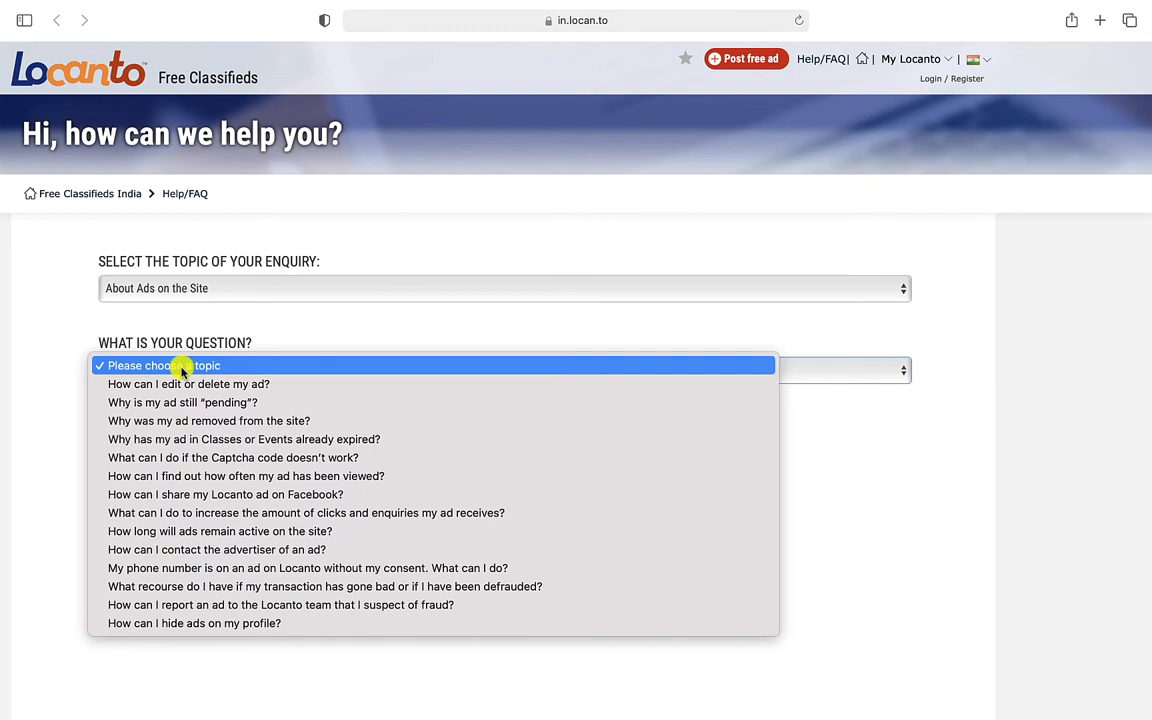 in.locan.to
Locanto™ Free Classifieds
Post free ad Help/FAQ| | My Locanto |
Login / Register
Hi, how can we help you?
Free Classifieds India Help/FAQ
SELECT THE TOPIC OF YOUR ENQUIRY:
About Ads on the Site
WHAT IS YOUR QUESTION?
✓ Please choose a topic
How can I edit or delete my ad?
Why is my ad still “pending”?
Why was my ad removed from the site?
Why has my ad in Classes or Events already expired?
What can I do if the Captcha code doesn’t work?
How can I find out how often my ad has been viewed?
How can I share my Locanto ad on Facebook?
What can I do to increase the amount of clicks and enquiries my ad receives?
How long will ads remain active on the site?
How can I contact the advertiser of an ad?
My phone number is on an ad on Locanto without my consent. What can I do?
What recourse do I have if my transaction has gone bad or if I have been defrauded?
How can I report an ad to the Locanto team that I suspect of fraud?
How can I hide ads on my profile?